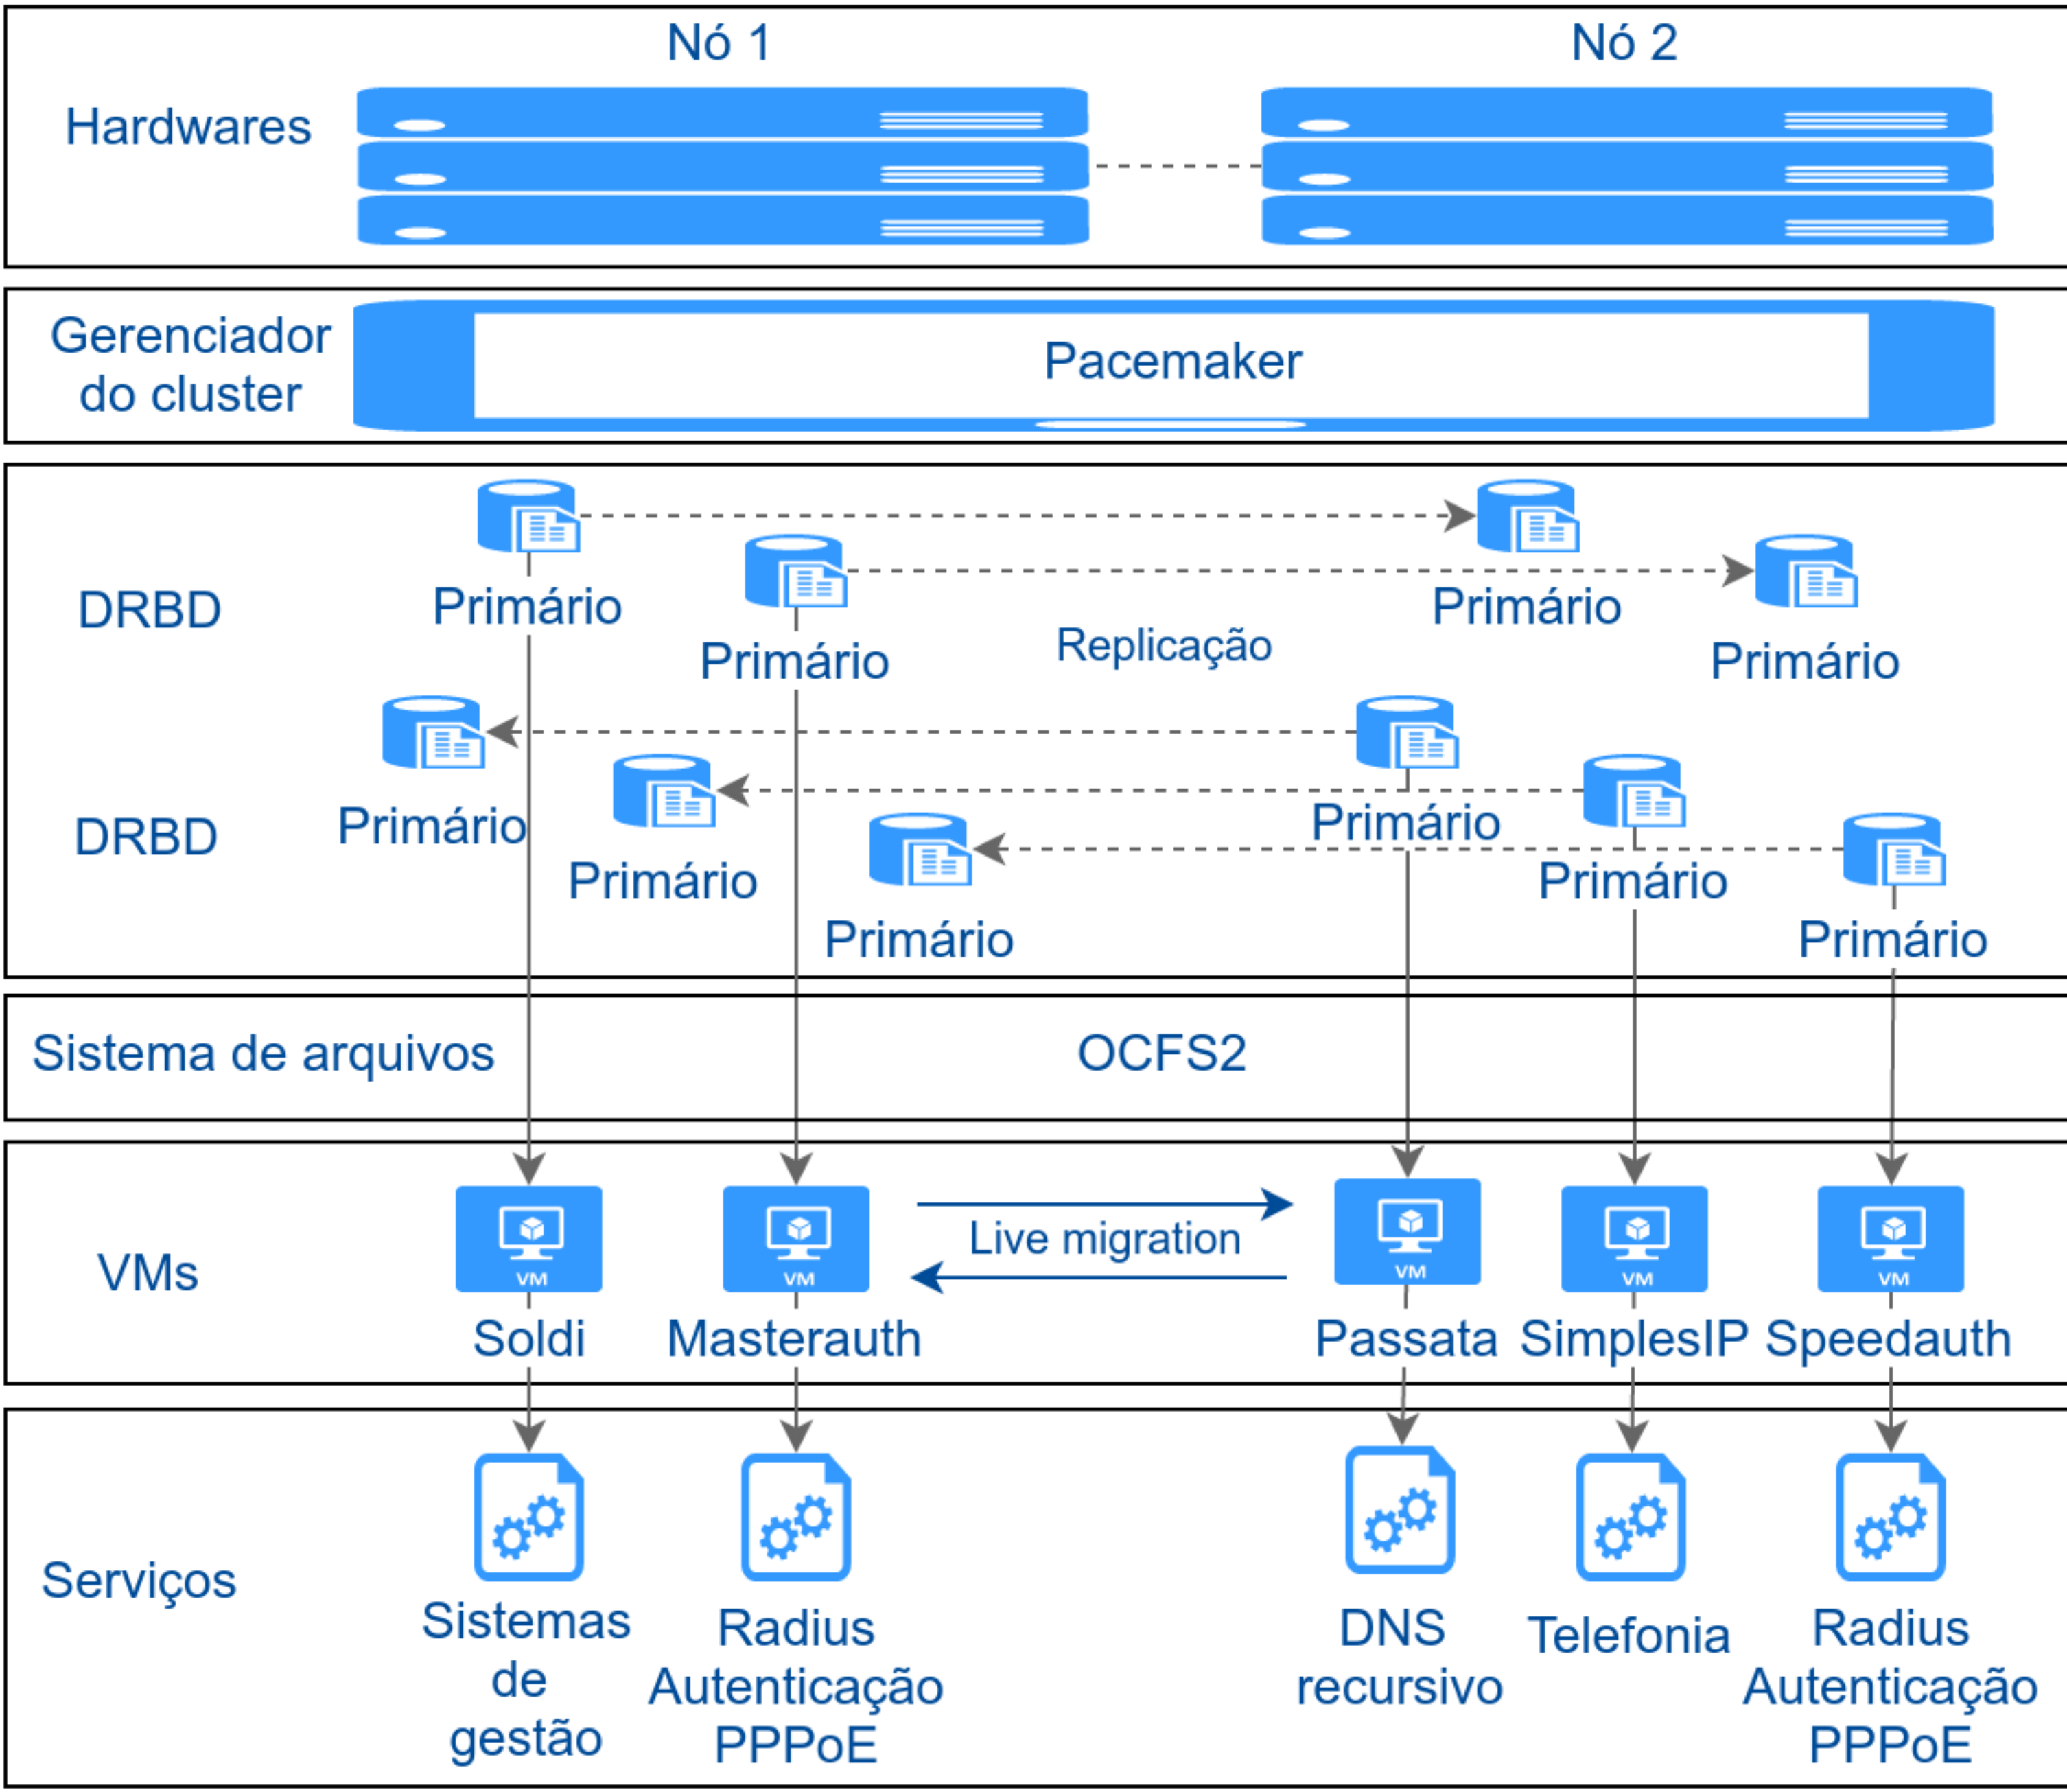 Nó 1
Nó 2
Hardwares
Gerenciador
do cluster
Pacemaker
DRBD
Primário
Primário
Primário
Primário
Replicação
DRBD
Primário
Primário
Primário
Primário
Primário
Primário
Sistema de arquivos
OCFS2
VMs
VM
VM
VM
VM
VM
Live migration
Soldi
Masterauth
Passata
SimplesIP
Speedauth
Serviços
Sistemas
de
gestão
Radius
Autenticação
PPPoE
DNS
recursivo
Telefonia
Radius
Autenticação
PPPoE